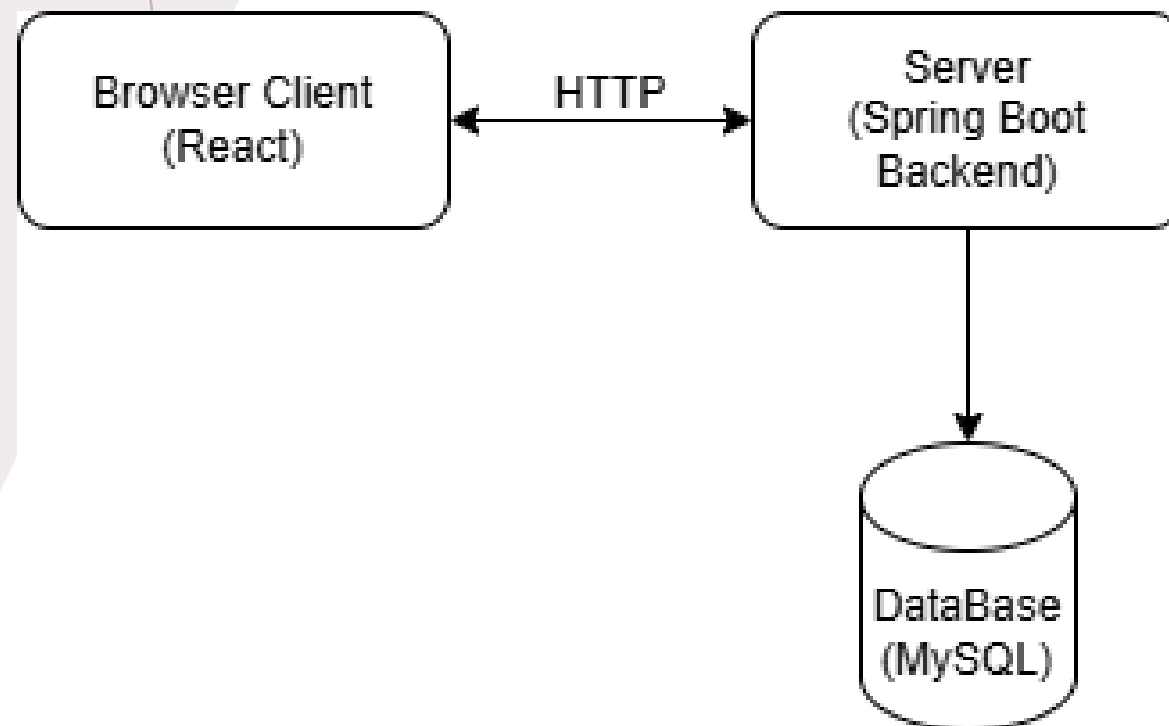 Browser Client
(React)
HTTP
Server
(Spring Boot
Backend)
DataBase
(MySQL)